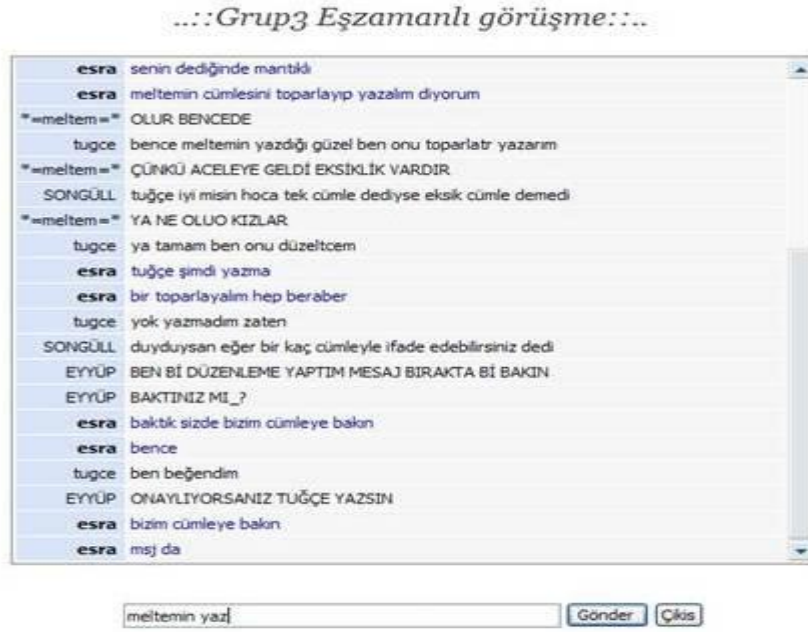 ..::Grup3 Eşzamanlı görüşme::..
esra senin dediğinde mantıklı
esra meltemin cümlesini toparlayıp yazalım diyorum
*=meltem=* OLUR BENCEDE
tugce bence meltemin yazdığı güzel ben onu toparlatr yazarım
*=meltem=* ÇÜNKÜ ACELEYE GELDİ EKSİKLİK VARDIR
SONGÜLL tuğçe iyi misin hoca tek cümle dediyse eksik cümle demedi
*=meltem=* YA NE OLUO KIZLAR
tugce ya tamam ben onu düzeltcem
esra tuğçe şimdi yazma
esra bir toparlayalım hep beraber
tugce yok yazmadım zaten
SONGÜLL duyduysan eğer bir kaç cümleyle ifade edebilirsiniz dedi
EYYÜP BEN Bİ DÜZENLEME YAPTIM MESAJ BIRAKTA Bİ BAKIN
EYYÜP BAKTINIZ MI_?
esra baktık sizde bizim cümleye bakın
esra bence
tugce ben beğendim
EYYÜP ONAYLIYORSANIZ TUĞÇE YAZSIN
esra bizim cümleye bakın
esra msj da
meltemin yaz
Gönder Çikis